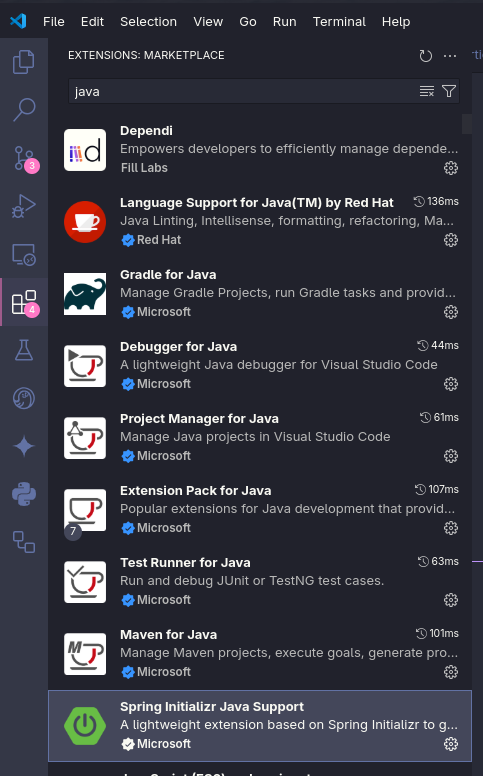 File Edit Selection View Go Run Terminal Help
EXTENSIONS: MARKETPLACE
java
Dependi
Empowers developers to efficiently manage depende...
Fill Labs
Language Support for Java(TM) by Red Hat 136ms
Java Linting, Intellisense, formatting, refactoring, Ma...
Red Hat
Gradle for Java
Manage Gradle Projects, run Gradle tasks and provid...
Microsoft
Debugger for Java 44ms
A lightweight Java debugger for Visual Studio Code
Microsoft
3
4
Project Manager for Java 61ms
Manage Java projects in Visual Studio Code
Microsoft
Extension Pack for Java 107ms
Popular extensions for Java development that provid...
7
Microsoft
Test Runner for Java 63ms
Run and debug JUnit or TestNG test cases.
Microsoft
Maven for Java 101ms
Manage Maven projects, execute goals, generate pro...
Microsoft
Spring Initializr Java Support
A lightweight extension based on Spring Initializr to g...
Microsoft